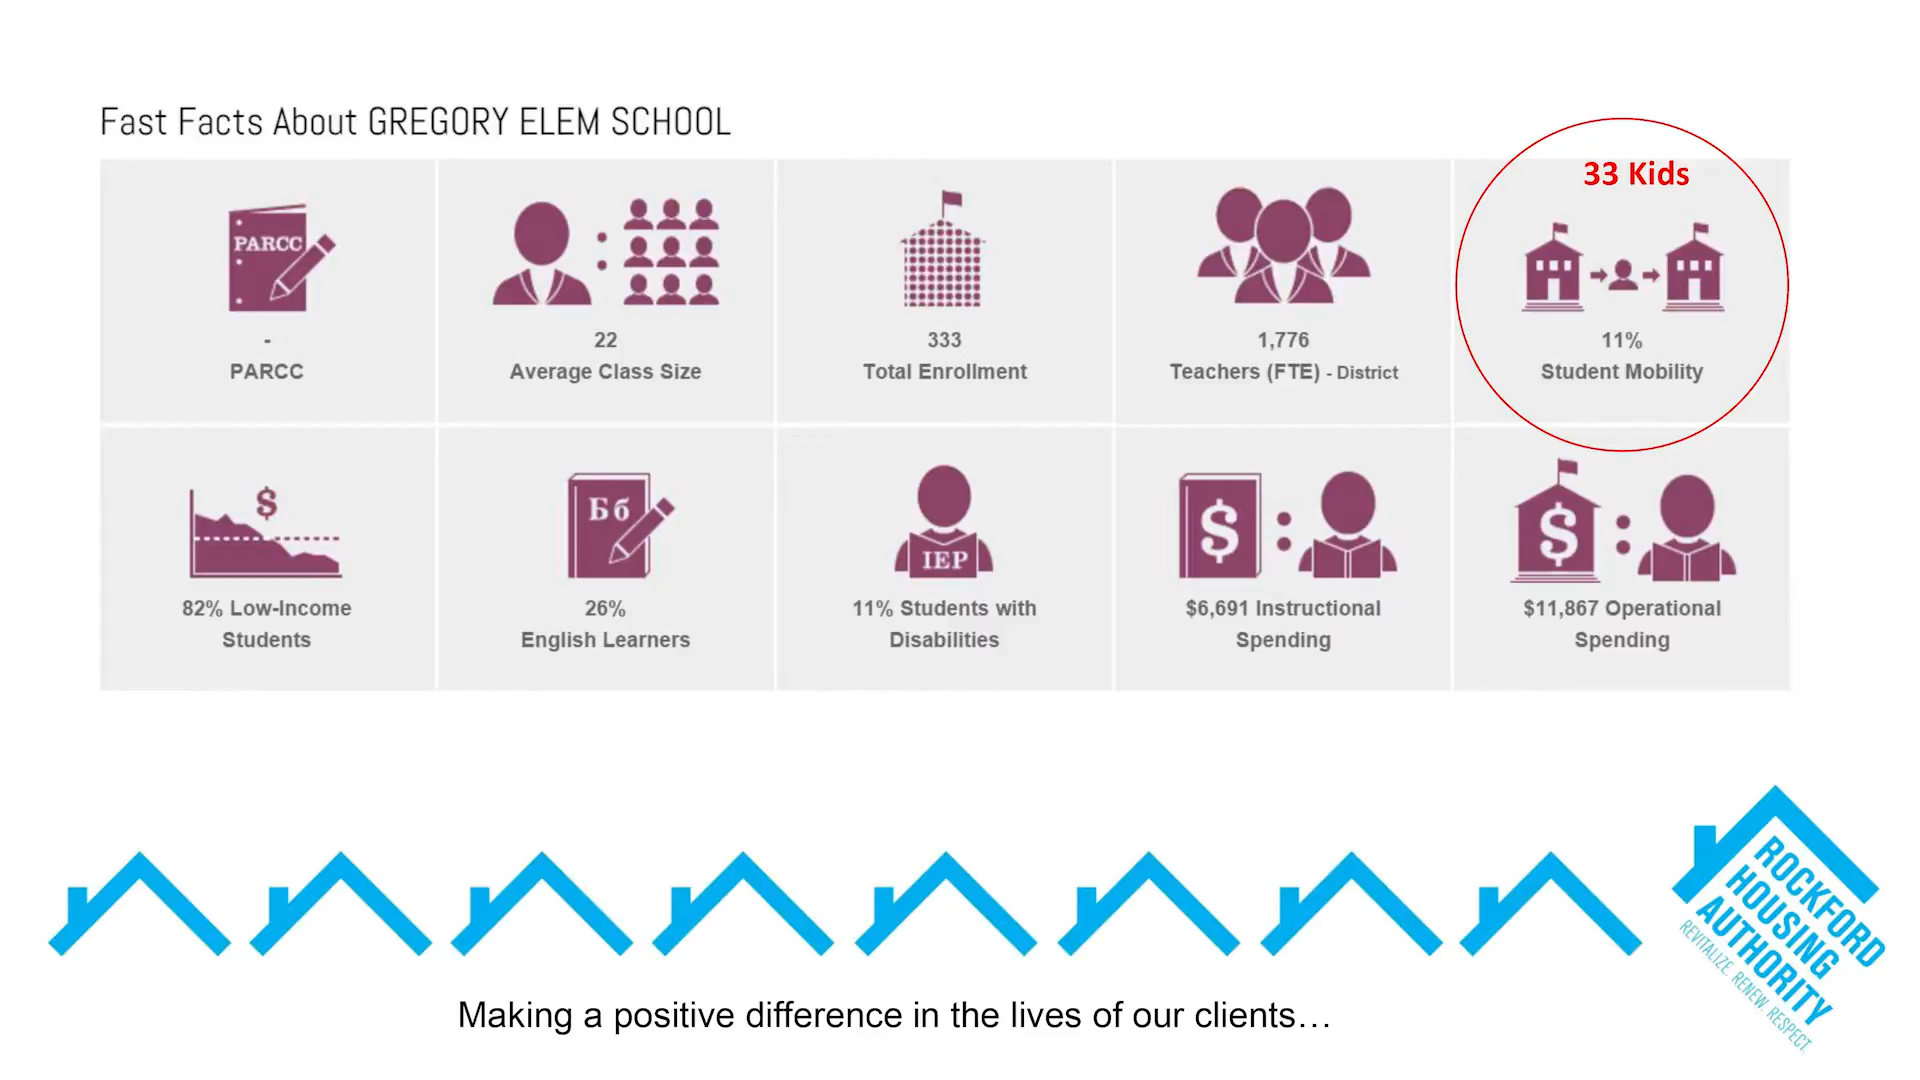 Fast Facts About GREGORY ELEM SCHOOL
33 Kids
PARCC
-
PARCC
22
Average Class Size
333
Total Enrollment
1,776
Teachers (FTE) - District
11%
Student Mobility
$
82% Low-Income
Students
Бб
26%
English Learners
IEP
11% Students with
Disabilities
$
$6,691 Instructional
Spending
$
$11,867 Operational
Spending
ROCKFORD
HOUSING
AUTHORITY
REVITALIZE. RENEW. RESPECT.
Making a positive difference in the lives of our clients…